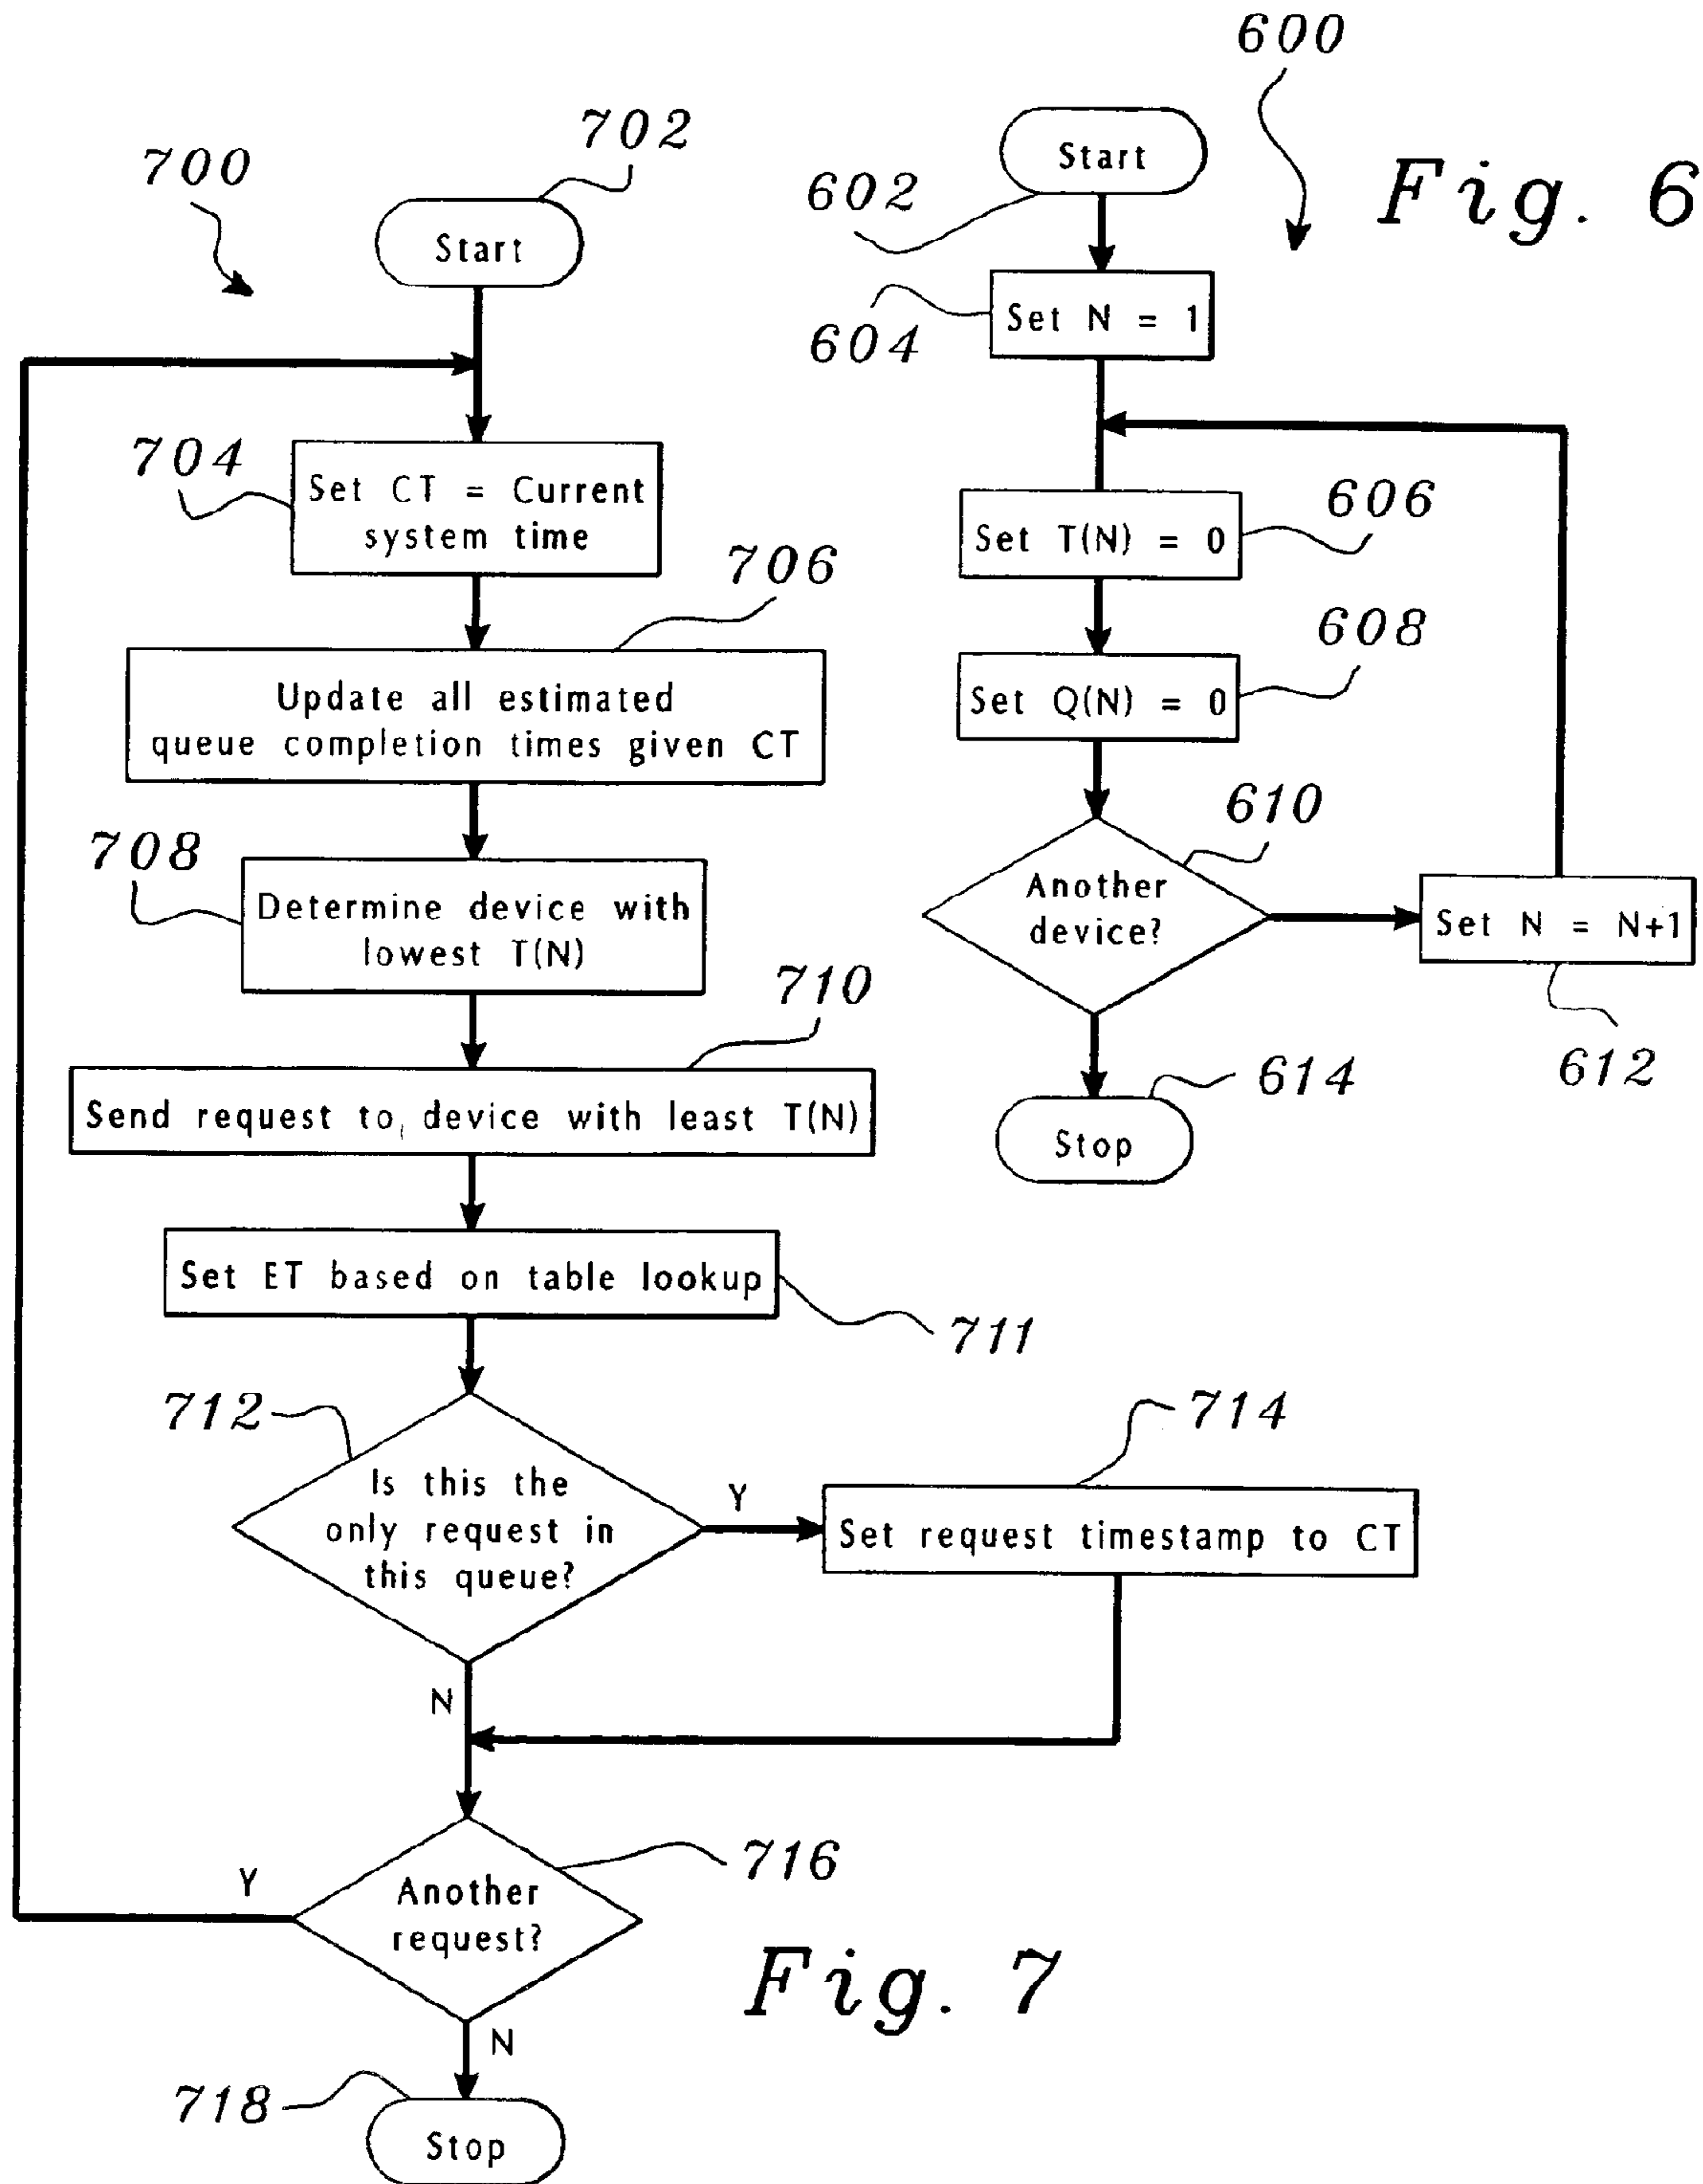 600
702
Start
Fig. 6
700
602
Start
Set N = 1
604
704
Set CT = Current
system time
606
Set T(N) = 0
706
608
Update all estimated
queue completion times given CT
Set Q(N) = 0
610
708
Another
device?
Set N = N+1
Determine device with
lowest T(N)
710
612
614
Send request to device with least T(N)
Stop
Set ET based on table lookup
711
712
714
Is this the
only request in
this queue?
Y
Set request timestamp to CT
N
716
Y
Another
request?
Fig. 7
N
718
Stop